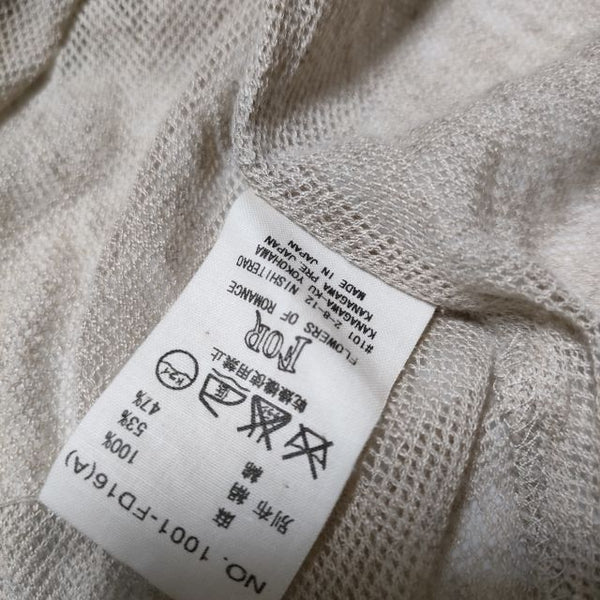 NO. 1001-FD16(A)
麻 100%
別布 絹 53%
綿 47%
乾燥機使用禁止
FOR
FLOWERS OF ROMANCE
#101 2-8-12 NISHITERAO
KANAGAWA-KU YOKOHAMA
KANAGAWA PRE JAPAN
MADE IN JAPAN